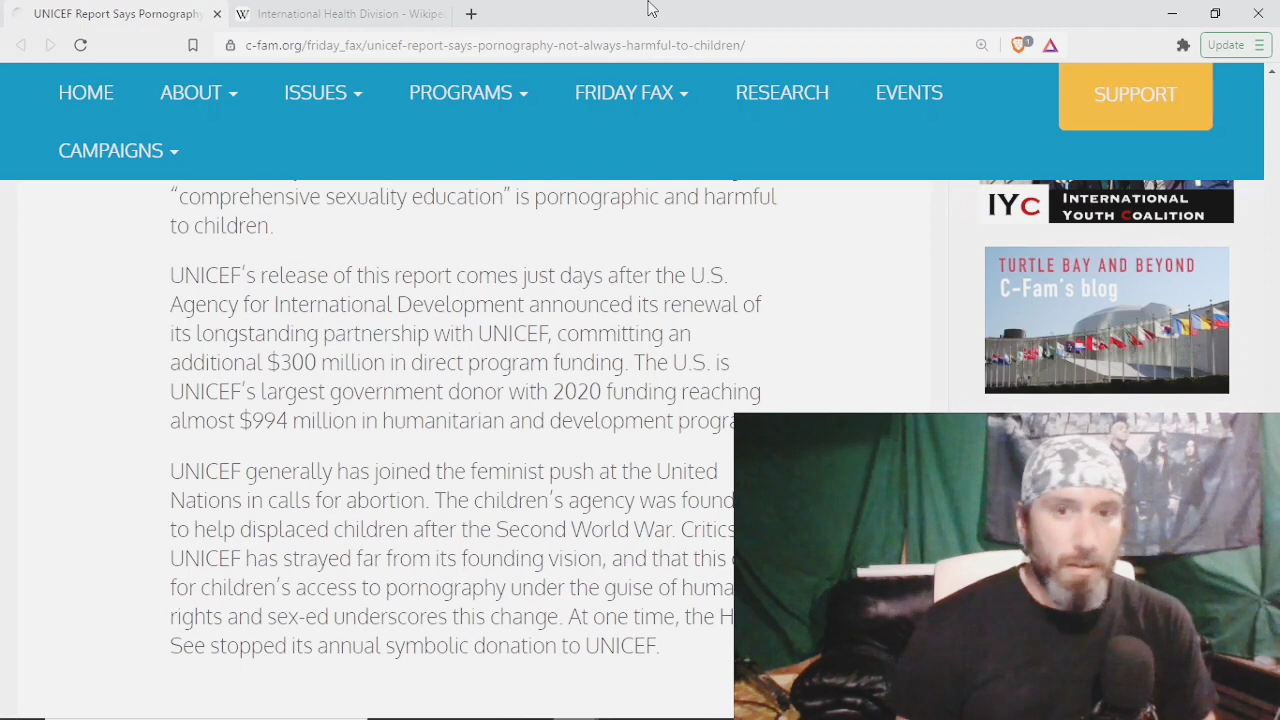 UNICEF Report Says Pornography
International Health Division - Wikipe
c-fam.org/friday_fax/unicef-report-says-pornography-not-always-harmful-to-children/
1
Update
HOME
ABOUT
ISSUES
PROGRAMS
FRIDAY FAX
RESEARCH
EVENTS
SUPPORT
CAMPAIGNS
"comprehensive sexuality education" is pornographic and harmful
to children.
UNICEF's release of this report comes just days after the U.S.
Agency for International Development announced its renewal of
its longstanding partnership with UNICEF, committing an
additional $300 million in direct program funding. The U.S. is
UNICEF's largest government donor with 2020 funding reaching
almost $994 million in humanitarian and development progra
UNICEF generally has joined the feminist push at the United
Nations in calls for abortion. The children's agency was found
to help displaced children after the Second World War. Critics
UNICEF has strayed far from its founding vision, and that this
for children's access to pornography under the guise of huma
rights and sex-ed underscores this change. At one time, the H
See stopped its annual symbolic donation to UNICEF.
IYC
INTERNATIONAL
YOUTH COALITION
TURTLE BAY AND BEYOND
C-Fam's blog